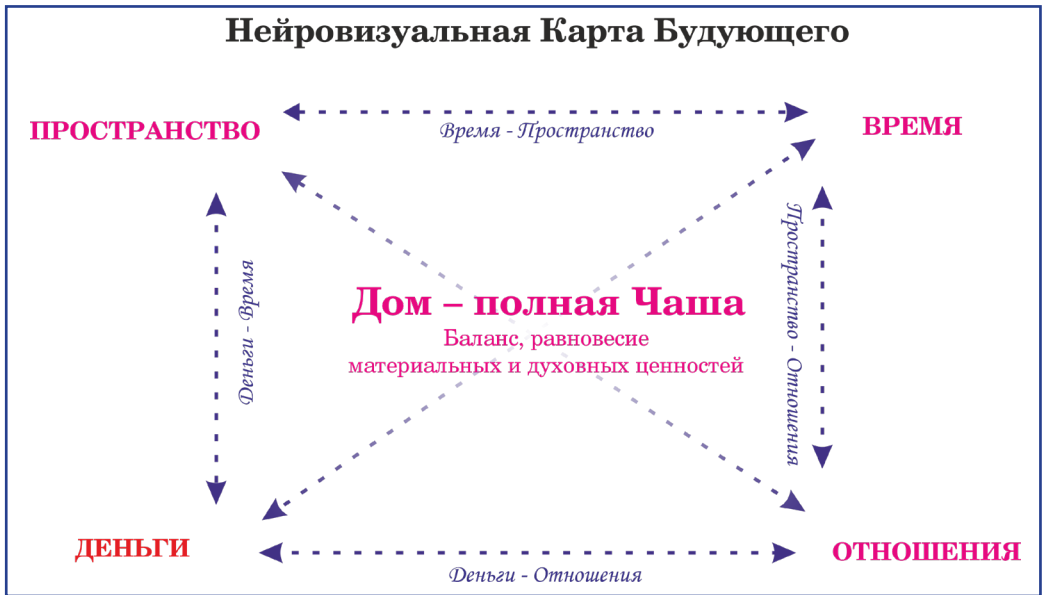 Нейровизуальная Карта Будующего
ПРОСТРАНСТВО
Время - Пространство
ВРЕМЯ
Деньги - Время
Дом – полная Чаша
Баланс, равновесие
материальных и духовных ценностей
Пространство - Отношения
ДЕНЬГИ
Деньги - Отношения
ОТНОШЕНИЯ